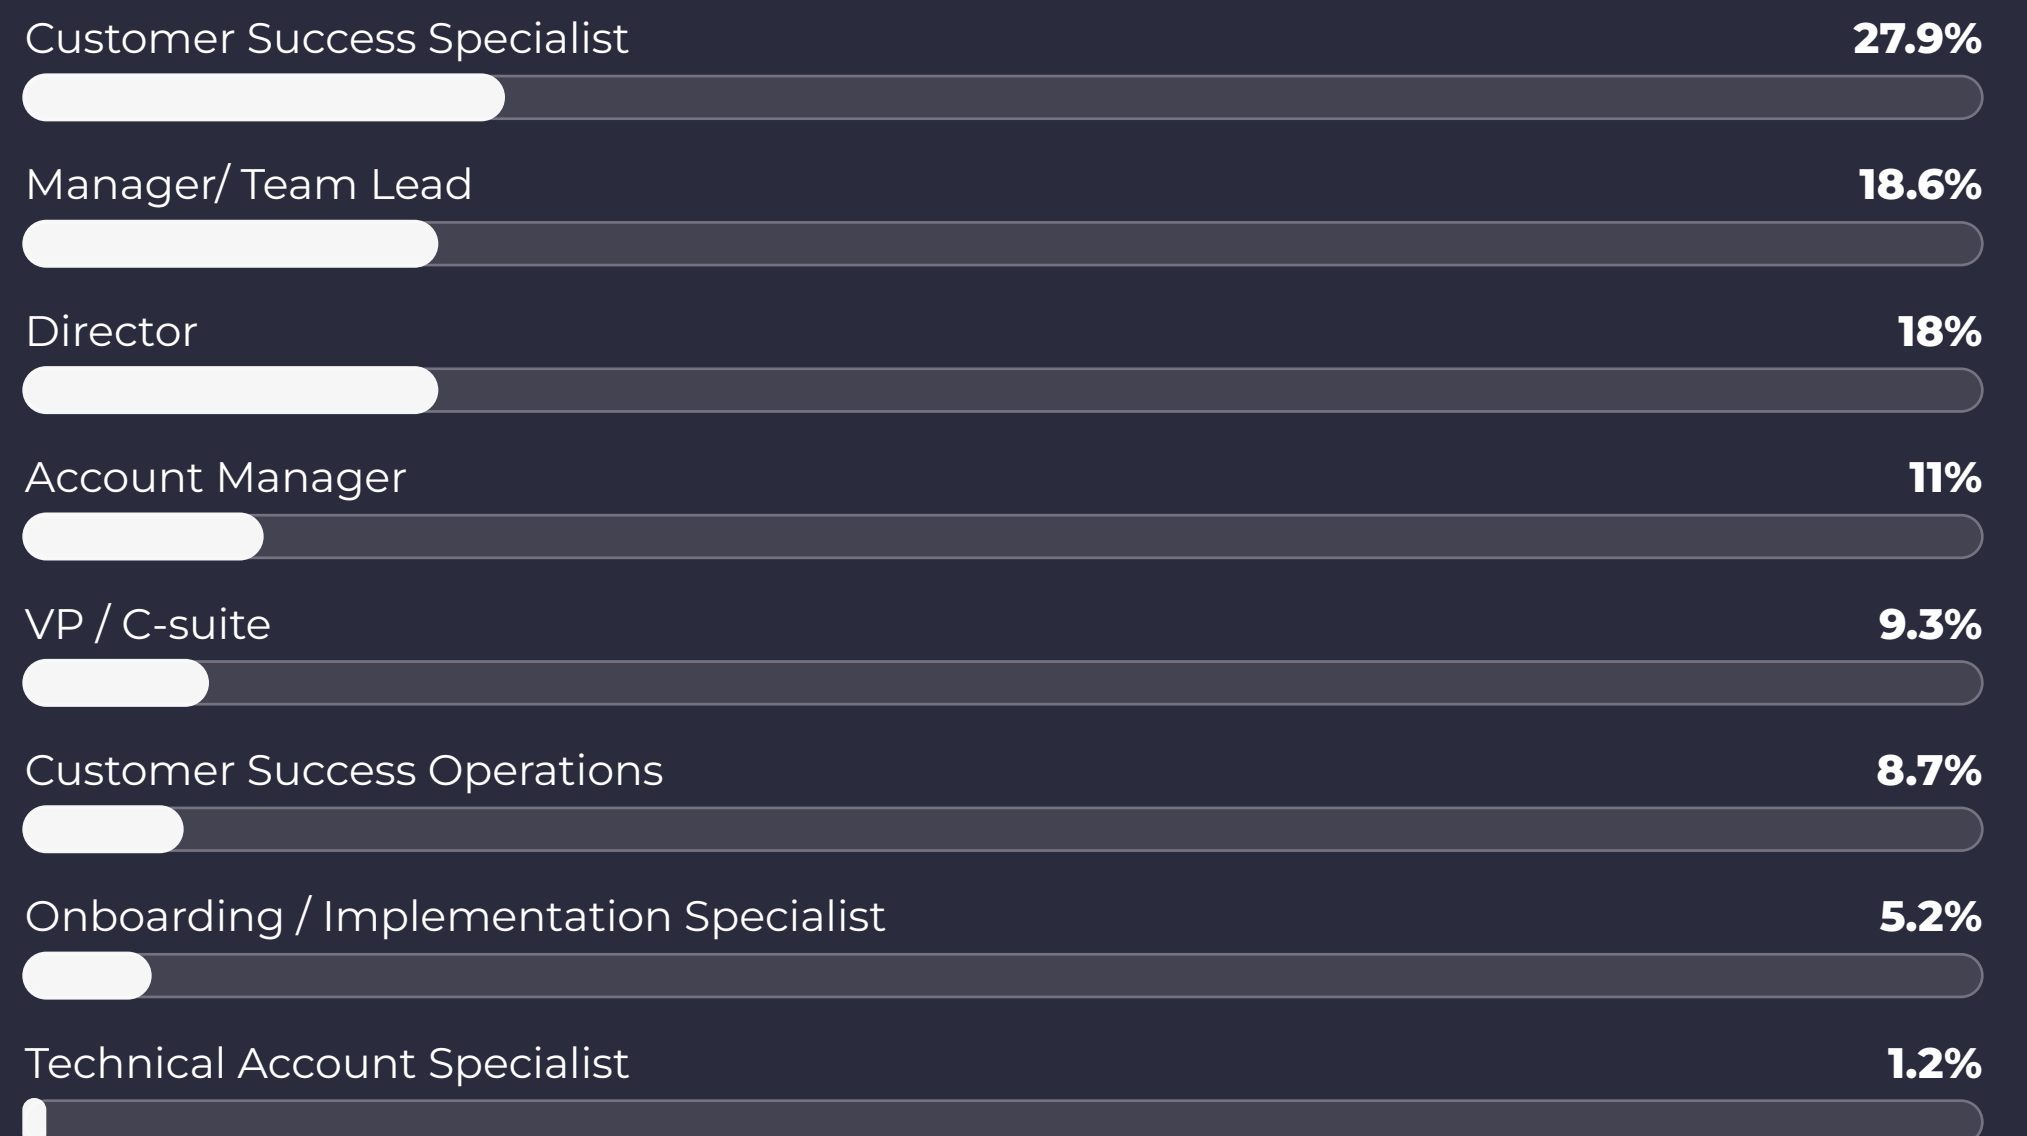 Customer Success Specialist 27.9%
Manager/ Team Lead 18.6%
Director 18%
Account Manager 11%
VP / C-suite 9.3%
Customer Success Operations 8.7%
Onboarding / Implementation Specialist 5.2%
Technical Account Specialist 1.2%